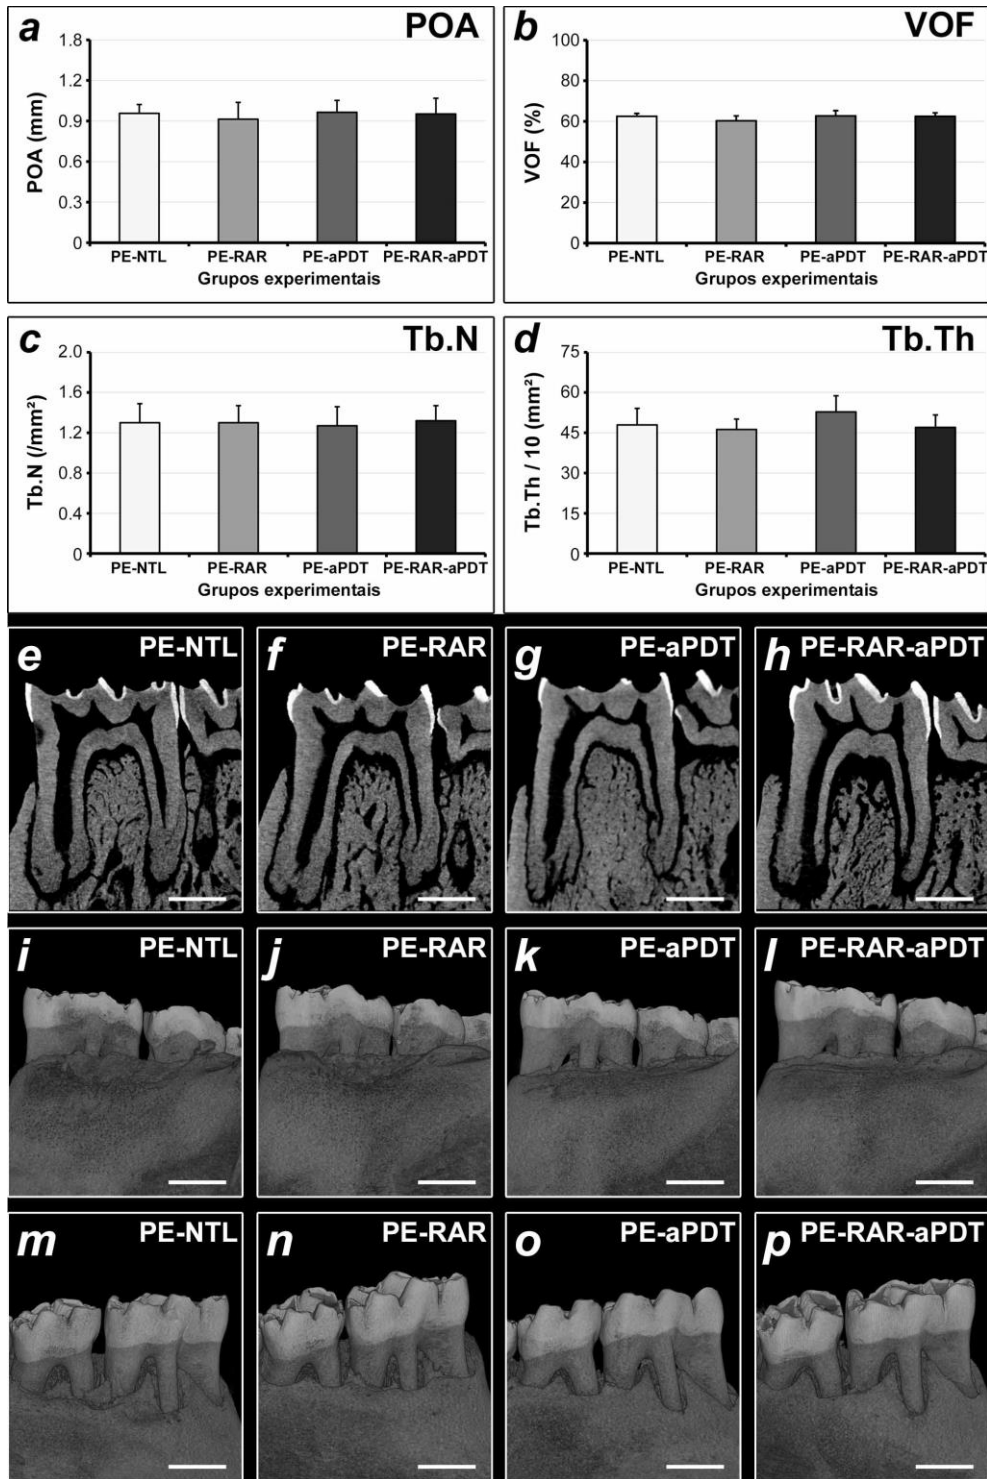 a
POA
1.8
1.2
0.9
0.6
0.3
0
POA (mm)
PE-NTL PE-RAR PE-aPDT PE-RAR-aPDT
Grupos experimentais
b
VOF
100
80
60
40
20
0
VOF (%)
PE-NTL PE-RAR PE-aPDT PE-RAR-aPDT
Grupos experimentais
c
Tb.N
2.0
1.6
1.2
0.8
0.4
0
Tb.N (/mm²)
PE-NTL PE-RAR PE-aPDT PE-RAR-aPDT
Grupos experimentais
d
Tb.Th
75
60
45
30
15
0
Tb.Th / 10 (mm²)
PE-NTL PE-RAR PE-aPDT PE-RAR-aPDT
Grupos experimentais
e PE-NTL
f PE-RAR
g PE-aPDT
h PE-RAR-aPDT
i PE-NTL
j PE-RAR
k PE-aPDT
l PE-RAR-aPDT
m PE-NTL
n PE-RAR
o PE-aPDT
p PE-RAR-aPDT